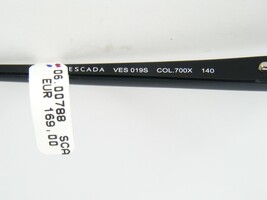 ESCADA VES 019S COL.700X 140
06 00788 SCA
EUR 169,00